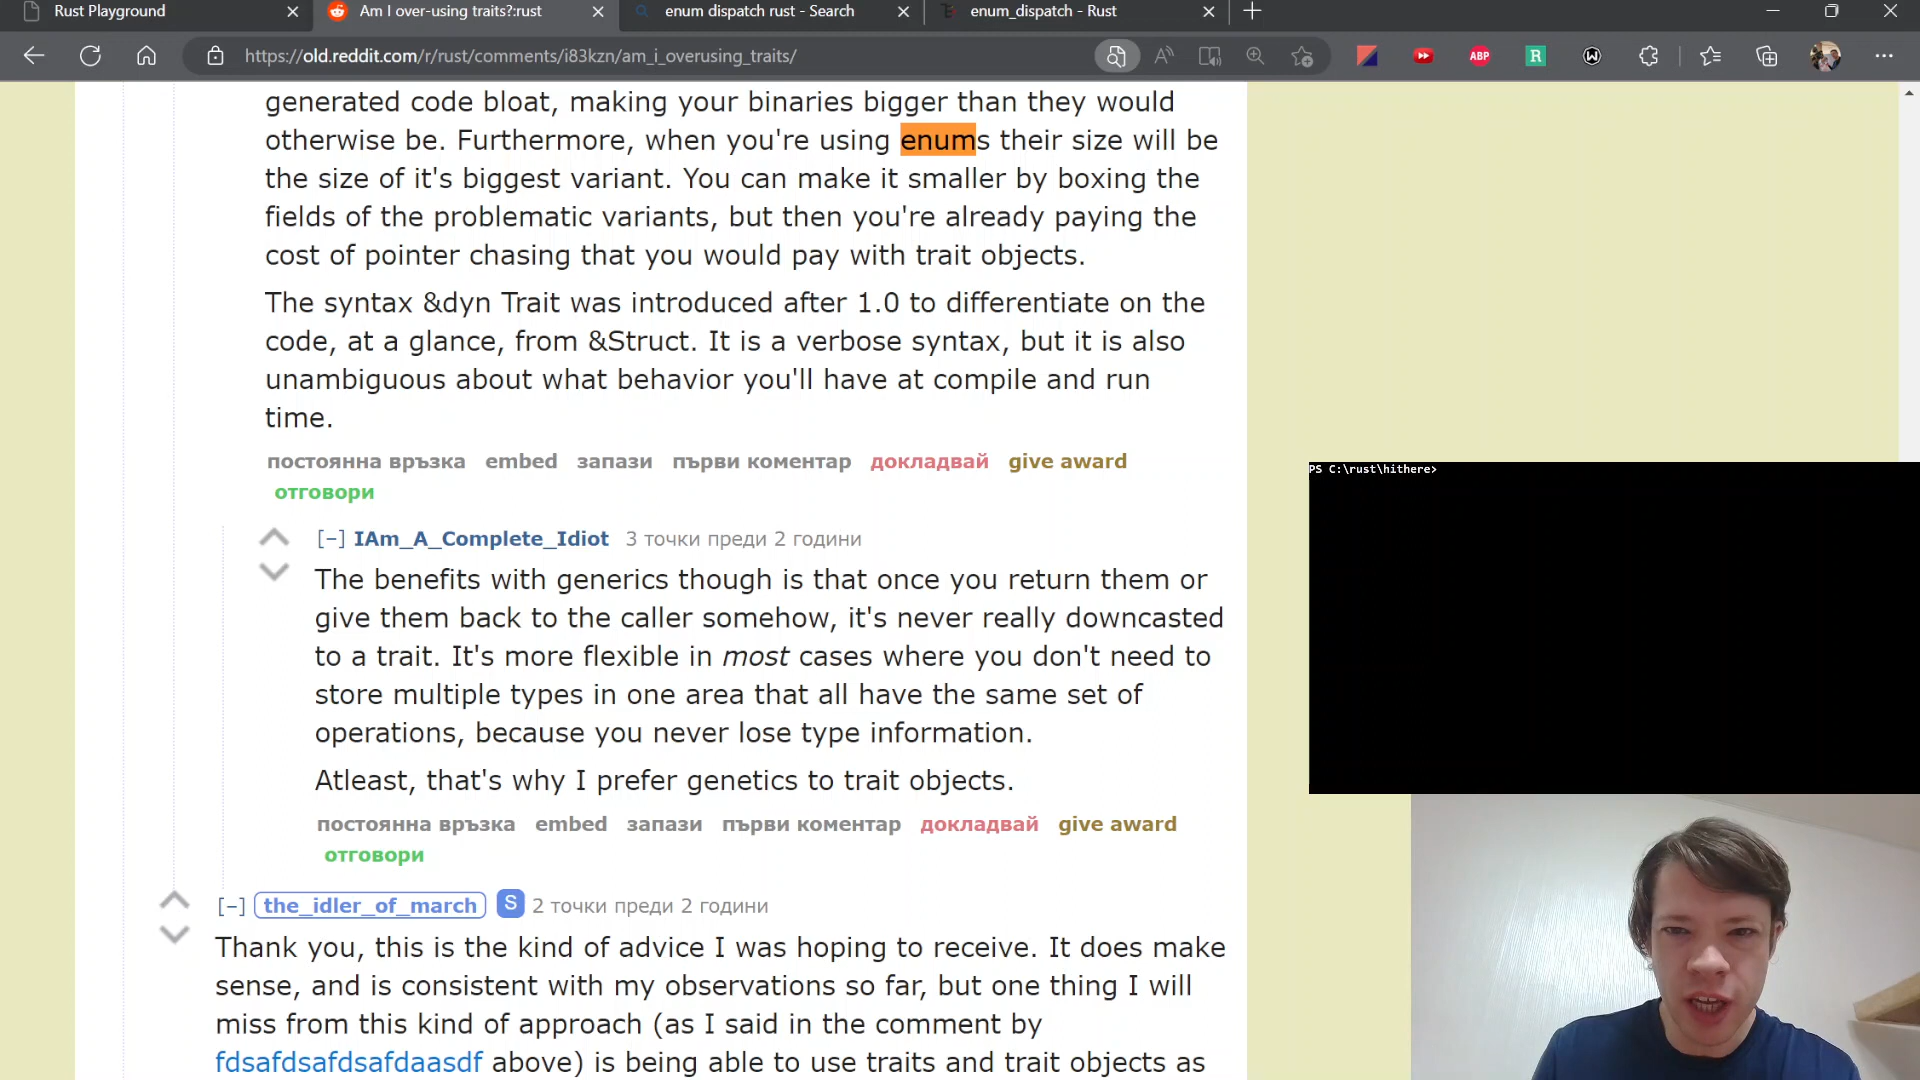 Rust Playground
Am I over-using traits?:rust
enum dispatch rust - Search
enum_dispatch - Rust
https://old.reddit.com/r/rust/comments/i83kzn/am_i_overusing_traits/
ABP
R
generated code bloat, making your binaries bigger than they would
otherwise be. Furthermore, when you're using enums their size will be
the size of it's biggest variant. You can make it smaller by boxing the
fields of the problematic variants, but then you're already paying the
cost of pointer chasing that you would pay with trait objects.
The syntax &dyn Trait was introduced after 1.0 to differentiate on the
code, at a glance, from &Struct. It is a verbose syntax, but it is also
unambiguous about what behavior you'll have at compile and run
time.
постоянна връзка embed запази първи коментар докладвай give award
отговори
PS C:\rust\hithere>
[–] IAm_A_Complete_Idiot 3 точки преди 2 години
The benefits with generics though is that once you return them or
give them back to the caller somehow, it's never really downcasted
to a trait. It's more flexible in most cases where you don't need to
store multiple types in one area that all have the same set of
operations, because you never lose type information.
Atleast, that's why I prefer genetics to trait objects.
постоянна връзка embed запази първи коментар докладвай give award
отговори
[–] the_idler_of_march S 2 точки преди 2 години
Thank you, this is the kind of advice I was hoping to receive. It does make
sense, and is consistent with my observations so far, but one thing I will
miss from this kind of approach (as I said in the comment by
fdsafdsafdsafdaasdf above) is being able to use traits and trait objects as